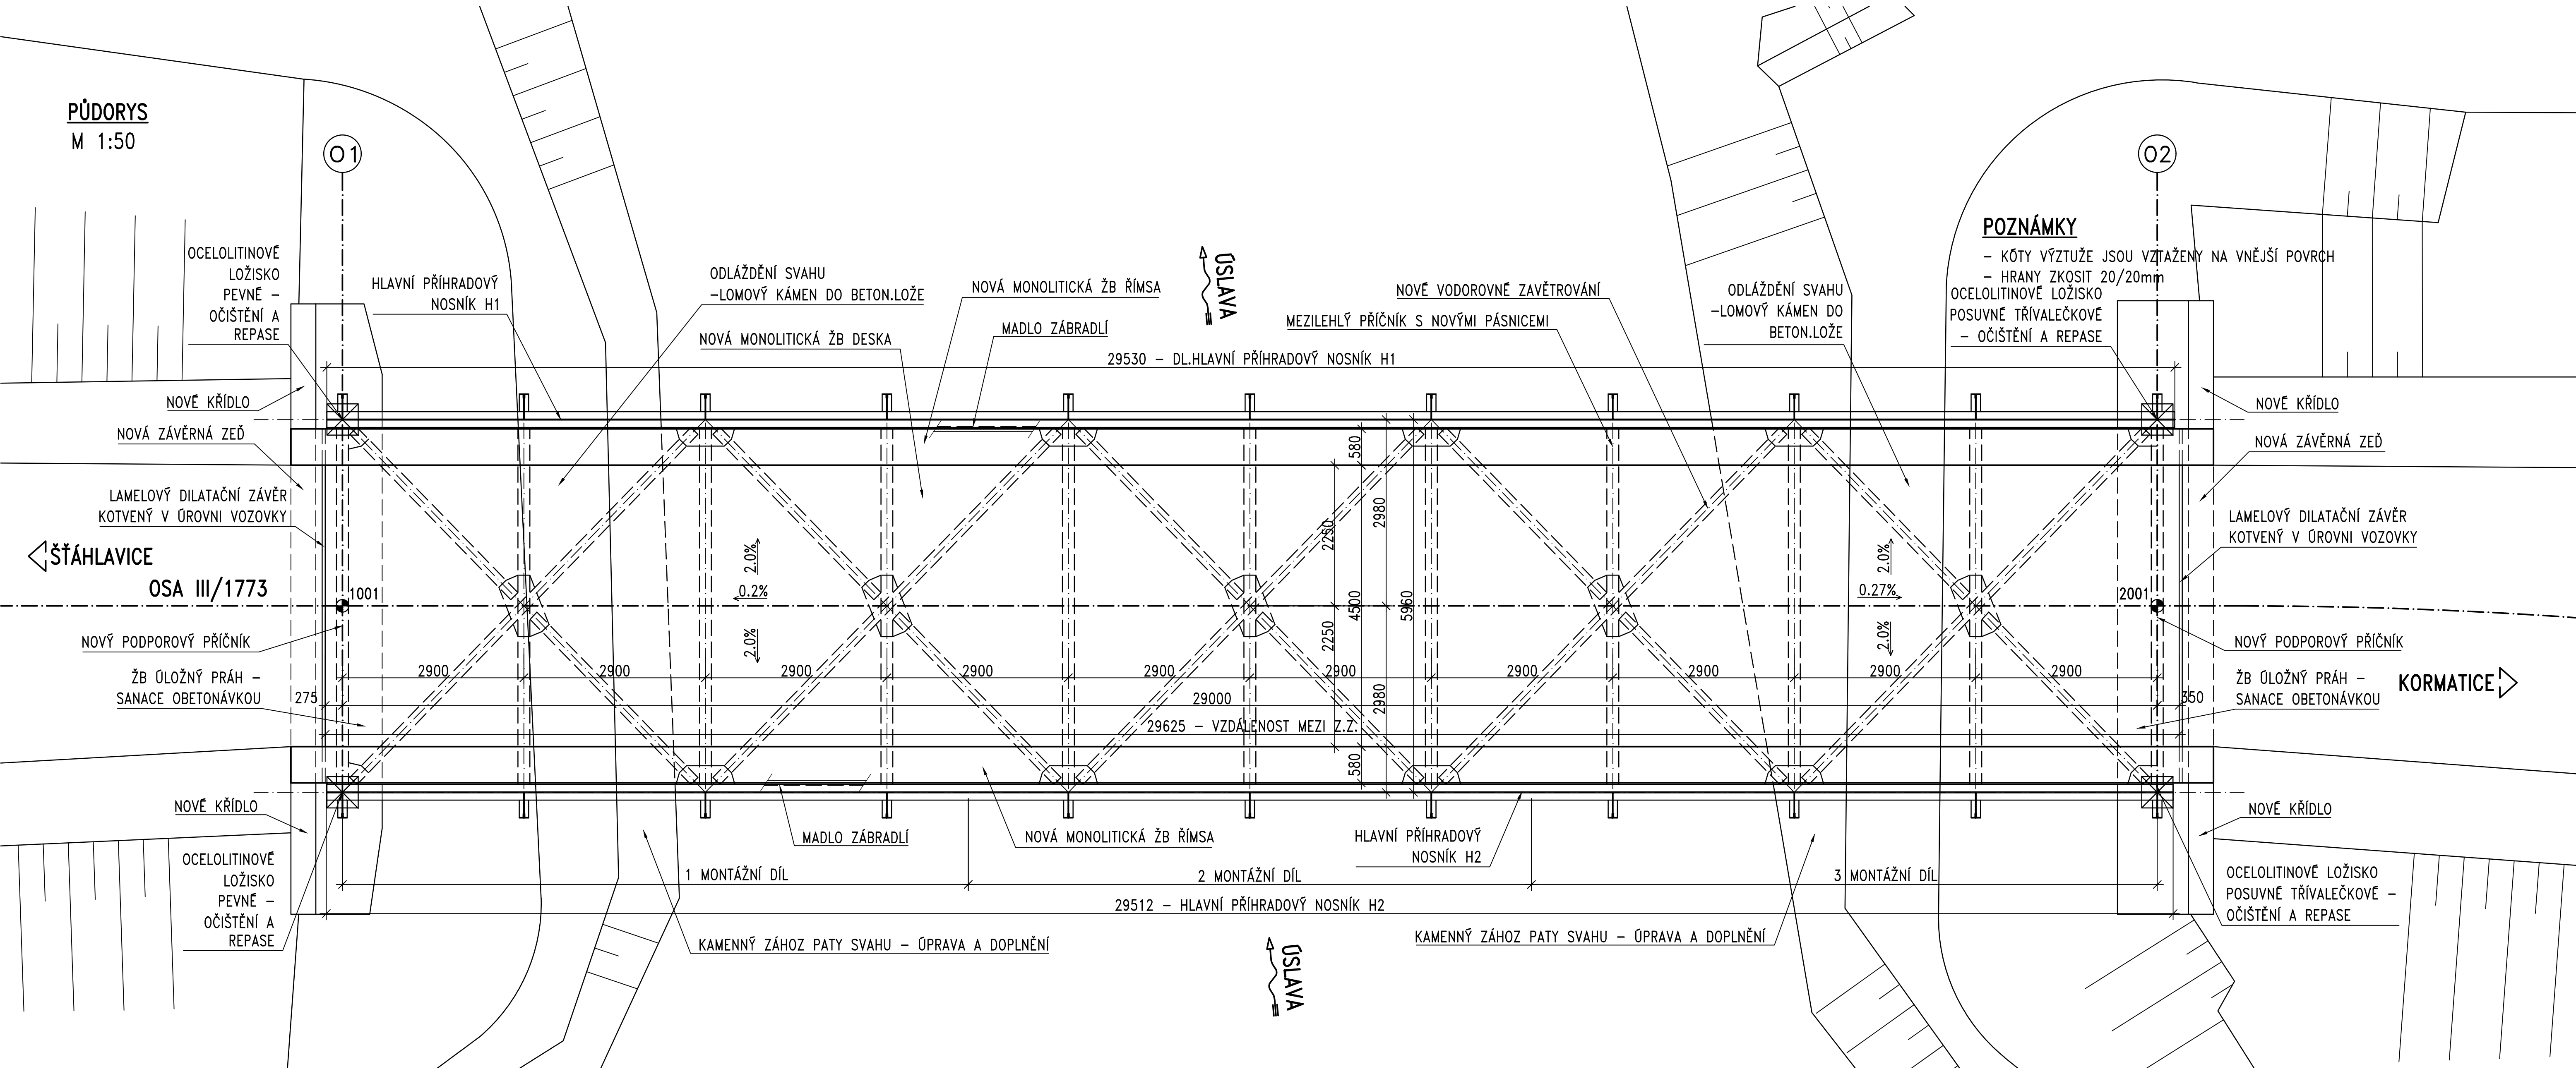 PŮDORYS
M 1:50
O1
O2
POZNÁMKY
- KÓTY VÝZTUŽE JSOU VZTAŽENY NA VNĚJŠÍ POVRCH
- HRANY ZKOSIT 20/20mm
OCELOLITINOVÉ
LOŽISKO
PEVNÉ -
OČIŠTĚNÍ A
REPASE
HLAVNÍ PŘÍHRADOVÝ
NOSNÍK H1
ODLÁŽDĚNÍ SVAHU
-LOMOVÝ KÁMEN DO BETON.LOŽE
NOVÁ MONOLITICKÁ ŽB DESKA
NOVÁ MONOLITICKÁ ŽB ŘÍMSA
MADLO ZÁBRADLÍ
ÚSLAVA
NOVÉ VODOROVNÉ ZAVĚTROVÁNÍ
MEZILEHLÝ PŘÍČNÍK S NOVÝMI PÁSNICEMI
ODLÁŽDĚNÍ SVAHU
-LOMOVÝ KÁMEN DO
BETON.LOŽE
OCELOLITINOVÉ LOŽISKO
POSUVNÉ TŘÍVALEČKOVÉ
- OČIŠTĚNÍ A REPASE
29530 - DL.HLAVNÍ PŘÍHRADOVÝ NOSNÍK H1
NOVÉ KŘÍDLO
NOVÁ ZÁVĚRNÁ ZEĎ
LAMELOVÝ DILATAČNÍ ZÁVĚR
KOTVENÝ V ÚROVNI VOZOVKY
ŠŤÁHLAVICE
OSA III/1773
1001
NOVÝ PODPOROVÝ PŘÍČNÍK
ŽB ÚLOŽNÝ PRÁH -
SANACE OBETONÁVKOU
275
NOVÉ KŘÍDLO
OCELOLITINOVÉ
LOŽISKO
PEVNÉ -
OČIŠTĚNÍ A
REPASE
2.0%
0.2%
2.0%
580
2980
2250
4500
5960
2250
2980
580
2.0%
0.27%
2.0%
2900
2900
2900
2900
2900
2900
2900
2900
2900
2900
29000
29625 - VZDÁLENOST MEZI Z.Z.
NOVÉ KŘÍDLO
NOVÁ ZÁVĚRNÁ ZEĎ
LAMELOVÝ DILATAČNÍ ZÁVĚR
KOTVENÝ V ÚROVNI VOZOVKY
2001
NOVÝ PODPOROVÝ PŘÍČNÍK
ŽB ÚLOŽNÝ PRÁH -
SANACE OBETONÁVKOU
350
KORMATICE
NOVÉ KŘÍDLO
OCELOLITINOVÉ LOŽISKO
POSUVNÉ TŘÍVALEČKOVÉ -
OČIŠTĚNÍ A REPASE
MADLO ZÁBRADLÍ
NOVÁ MONOLITICKÁ ŽB ŘÍMSA
HLAVNÍ PŘÍHRADOVÝ
NOSNÍK H2
1 MONTÁŽNÍ DÍL
2 MONTÁŽNÍ DÍL
3 MONTÁŽNÍ DÍL
29512 - HLAVNÍ PŘÍHRADOVÝ NOSNÍK H2
KAMENNÝ ZÁHOZ PATY SVAHU - ÚPRAVA A DOPLNĚNÍ
KAMENNÝ ZÁHOZ PATY SVAHU - ÚPRAVA A DOPLNĚNÍ
ÚSLAVA